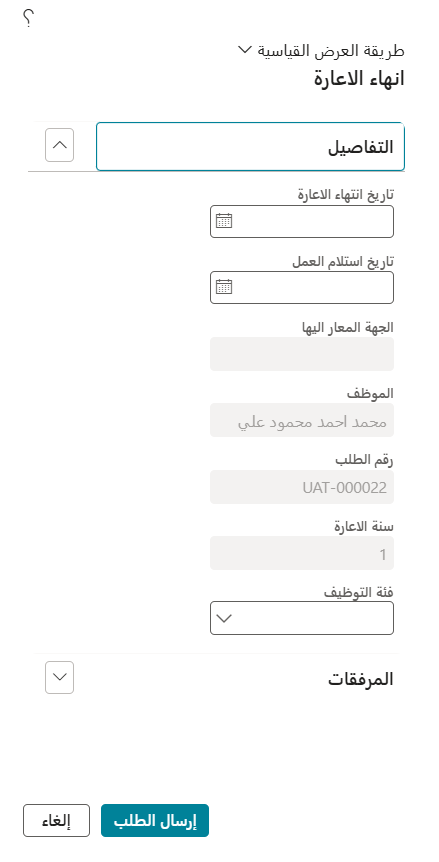 ؟
طريقة العرض القياسية
انهاء الاعارة
التفاصيل
تاريخ انتهاء الاعارة
تاريخ استلام العمل
الجهة المعار اليها
الموظف
محمد احمد محمود علي
رقم الطلب
UAT-000022
سنة الاعارة
1
فئة التوظيف
المرفقات
إرسال الطلب
إلغاء